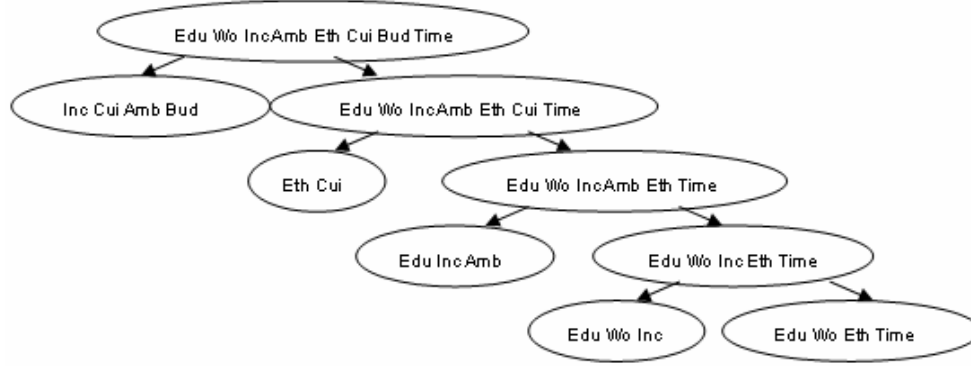 Edu Wo IncAmb Eth Cui Bud Time
Inc Cui Amb Bud
Edu Wo IncAmb Eth Cui Time
Eth Cui
Edu Wo IncAmb Eth Time
Edu IncAmb
Edu Wo Inc Eth Time
Edu Wo Inc
Edu Wo Eth Time